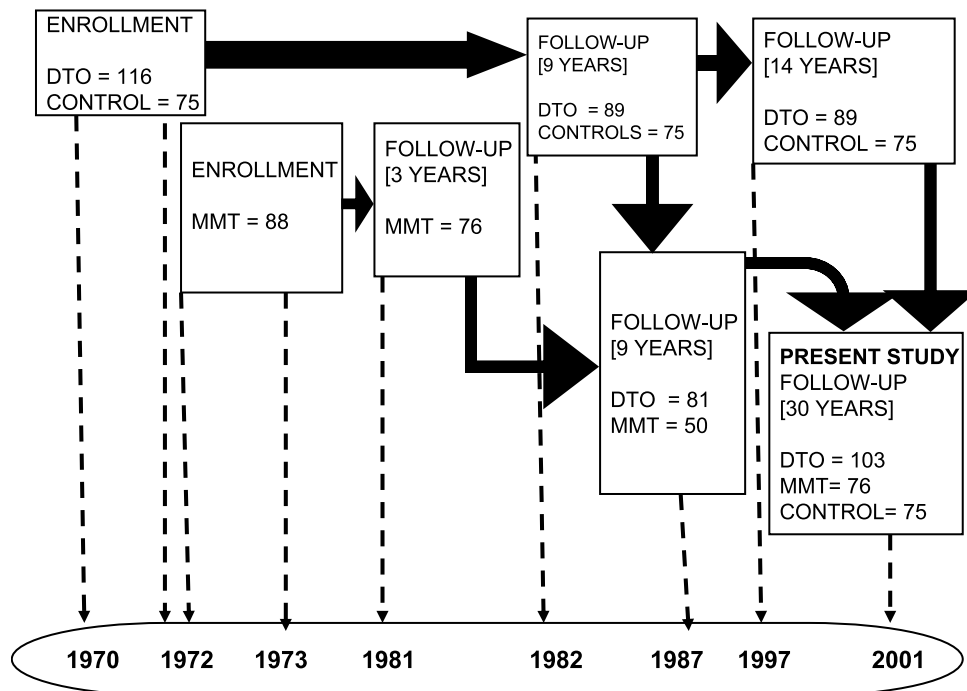 ENROLLMENT
DTO = 116
CONTROL = 75
ENROLLMENT
MMT = 88
FOLLOW-UP
[3 YEARS]
MMT = 76
FOLLOW-UP
[9 YEARS]
DTO = 89
CONTROLS = 75
FOLLOW-UP
[14 YEARS]
DTO = 89
CONTROL = 75
FOLLOW-UP
[9 YEARS]
DTO = 81
MMT = 50
PRESENT STUDY
FOLLOW-UP
[30 YEARS]
DTO = 103
MMT= 76
CONTROL= 75
1970 1972 1973 1981 1982 1987 1997 2001